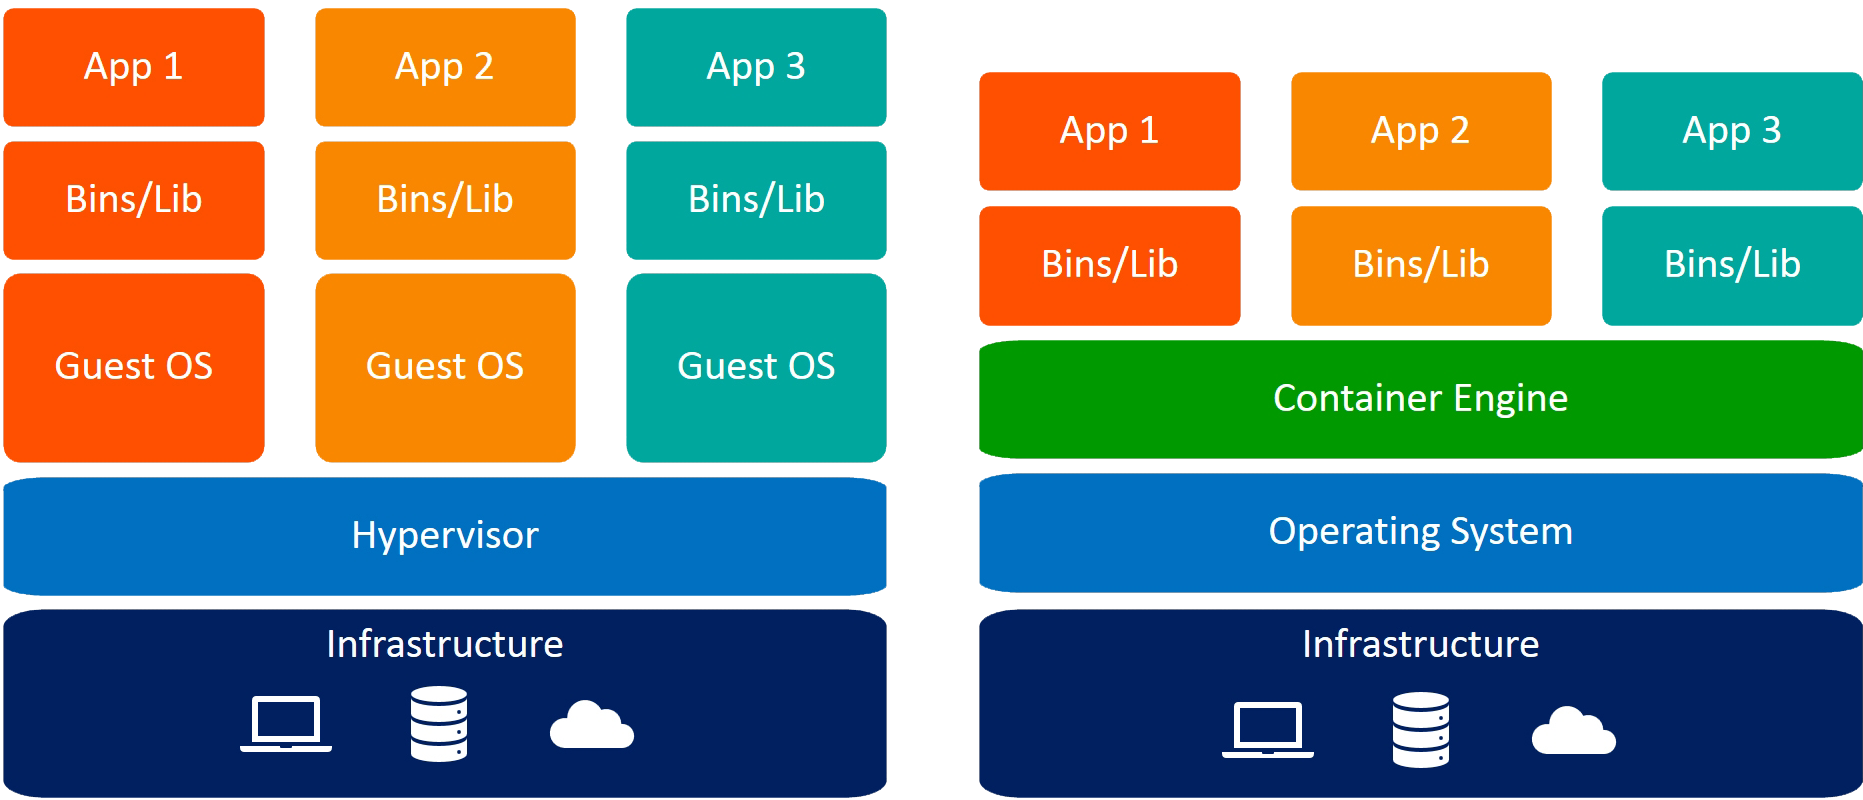 App 1
App 2
App 3
Bins/Lib
Bins/Lib
Bins/Lib
Guest OS
Guest OS
Guest OS
Hypervisor
Infrastructure
App 1
App 2
App 3
Bins/Lib
Bins/Lib
Bins/Lib
Container Engine
Operating System
Infrastructure